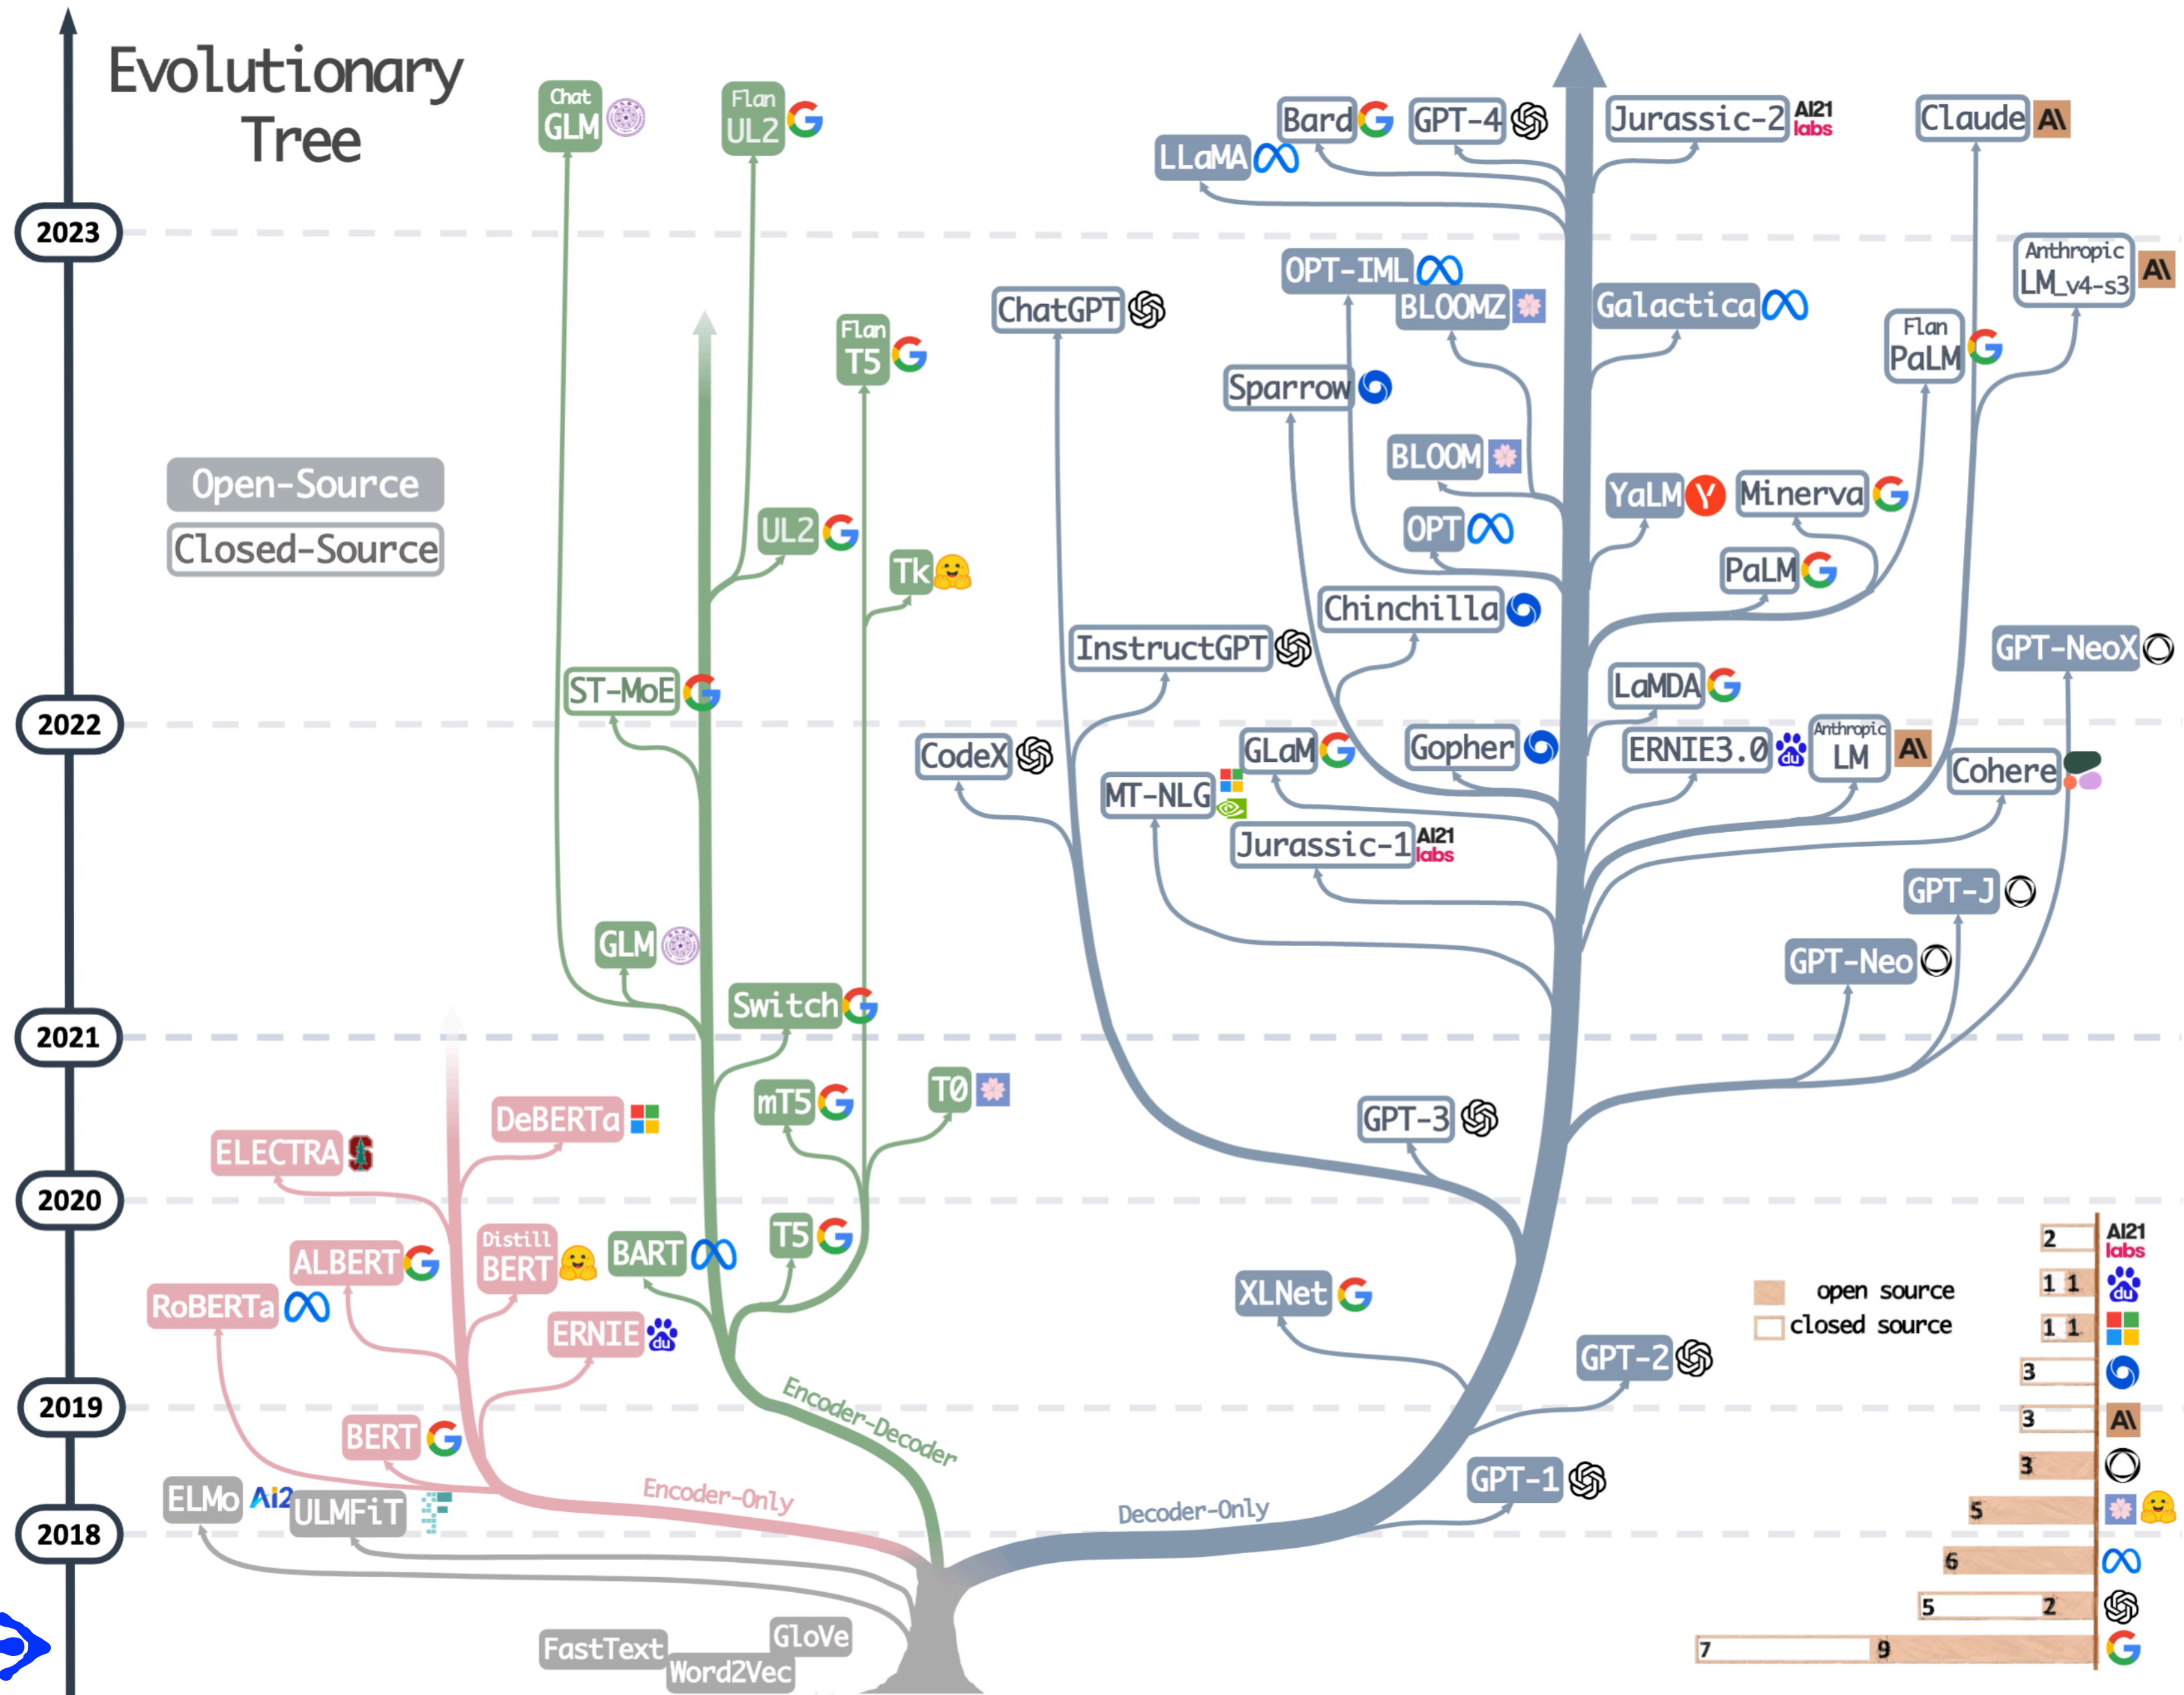 Evolutionary
Tree
Chat
GLM
Flan
UL2
Bard
GPT-4
Jurassic-2
AI21
labs
Claude
A\
LLaMA
2023
OPT-IML
Anthropic
LM_v4-s3
A\
ChatGPT
BLOOMZ
Galactica
Flan
T5
Flan
PaLM
Sparrow
BLOOM
Open-Source
YaLM
Y
Minerva
UL2
OPT
Closed-Source
Tk
PaLM
Chinchilla
InstructGPT
GPT-NeoX
ST-MoE
LaMDA
2022
CodeX
GLaM
Gopher
ERNIE3.0
du
Anthropic
LM
A\
Cohere
MT-NLG
Jurassic-1
AI21
labs
GPT-J
GLM
GPT-Neo
Switch
2021
mT5
T0
DeBERTa
GPT-3
ELECTRA
S
2020
T5
Distill
BERT
BART
ALBERT
RoBERTa
XLNet
ERNIE
du
GPT-2
2
AI21
labs
open source
1 1
du
closed source
1 1
3
2019
Encoder-Decoder
3
A\
BERT
3
GPT-1
ELMo
Ai2
ULMFiT
Encoder-Only
Decoder-Only
5
2018
6
5 2
FastText
GloVe
Word2Vec
7 9